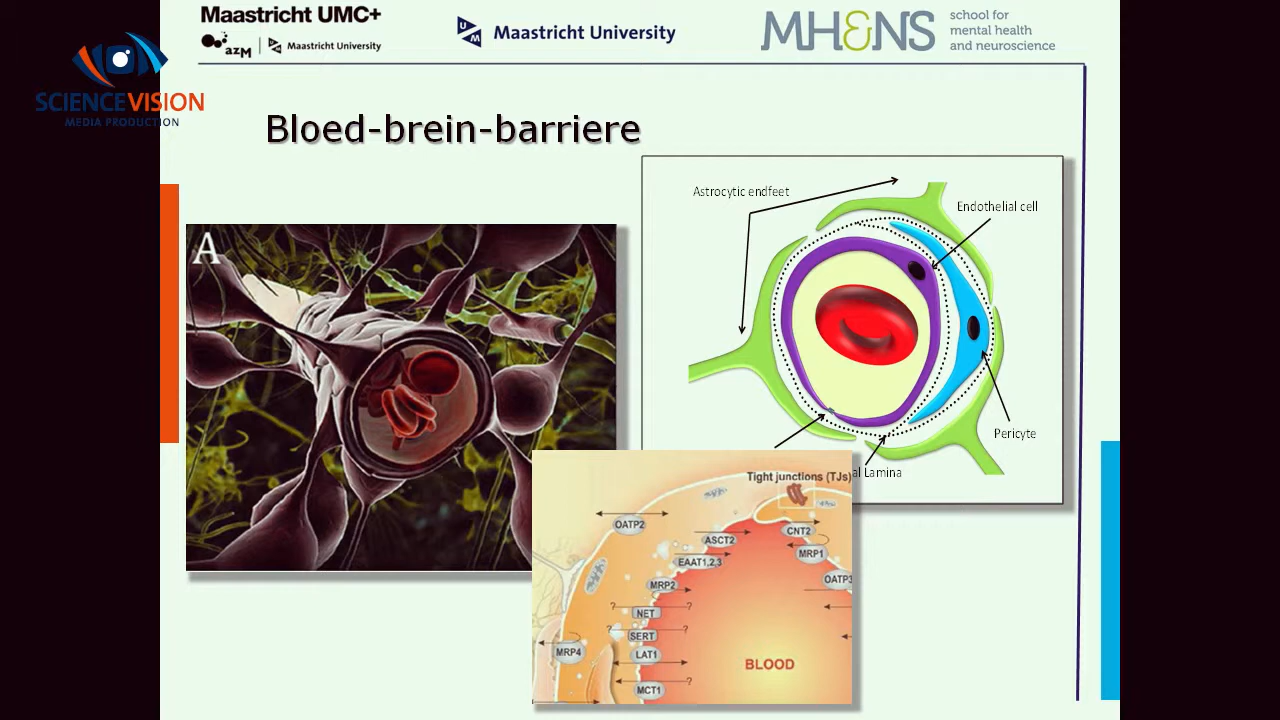 Maastricht UMC+
azM
Maastricht University
UM
Maastricht University
MH&NS
school for
mental health
and neuroscience
SCIENCEVISION
MEDIA PRODUCTION
Bloed-brein-barriere
A
Astrocytic endfeet
Endothelial cell
Pericyte
al Lamina
Tight junctions (TJs)
OATP2
ASCT2
CNT2
EAAT1,2,3
MRP1
MRP2
OATP3
? NET ?
? SERT ?
MRP4
LAT1
BLOOD
MCT1 ?